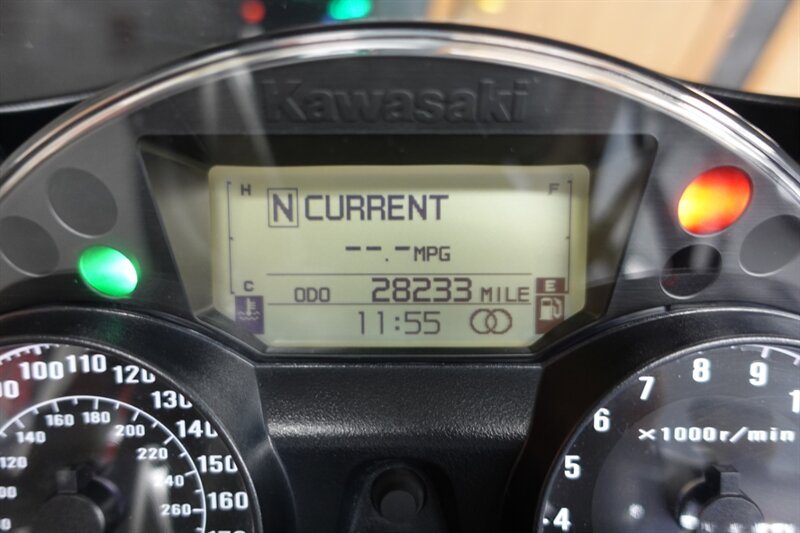 Kawasaki
H F
N CURRENT
--.- MPG
C E
ODO 28233 MILE
11:55
100 110 120 130 140 150 160
120 140 160 180 200 220 240 260
4 5 6 7 8 9
×1000r/min